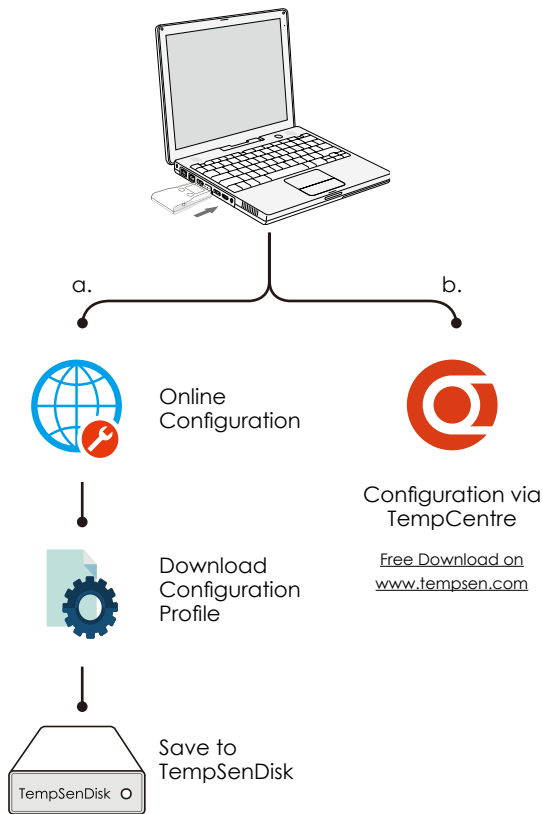 a.
b.
Online
Configuration
Configuration via
TempCentre
Free Download on
www.tempsen.com
Download
Configuration
Profile
Save to
TempSenDisk
TempSenDisk